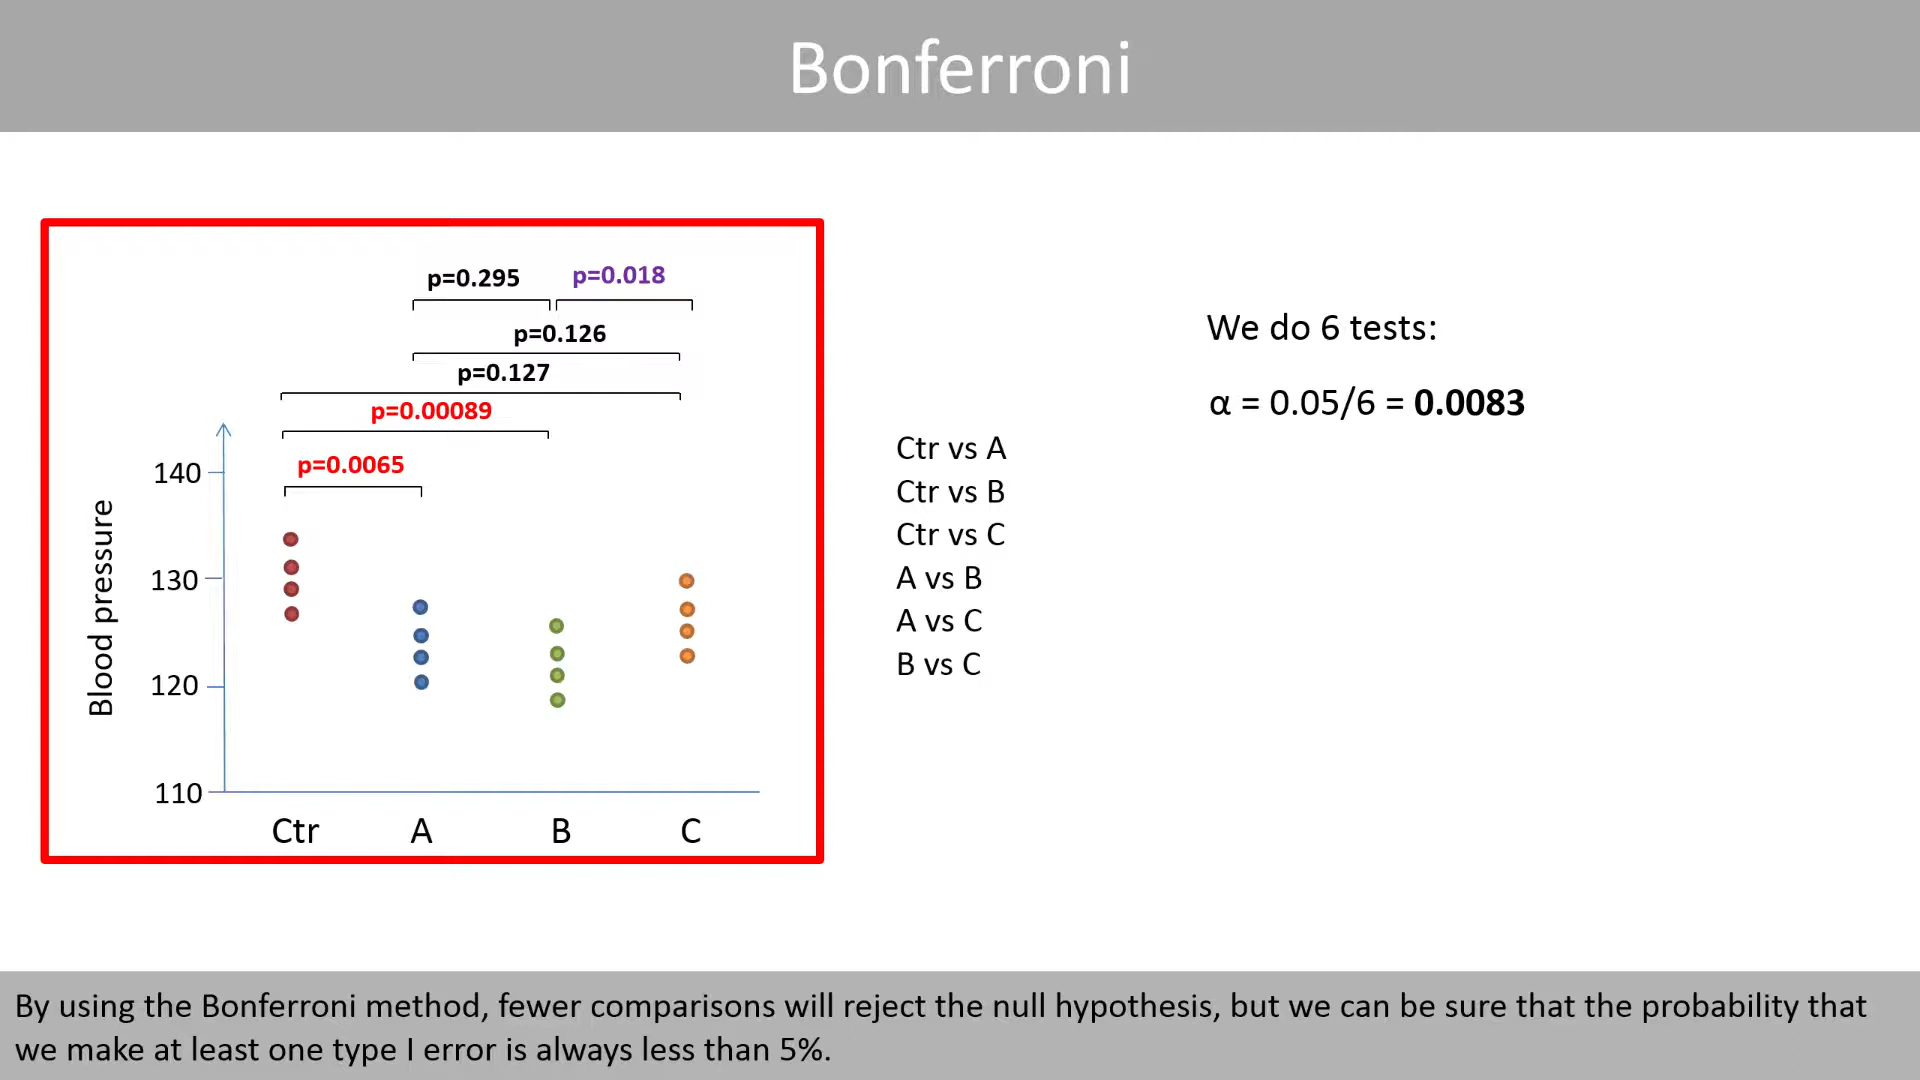 Bonferroni
p=0.295
p=0.018
p=0.126
p=0.127
p=0.00089
p=0.0065
140
130
120
110
Blood pressure
Ctr
A
B
C
Ctr vs A
Ctr vs B
Ctr vs C
A vs B
A vs C
B vs C
We do 6 tests:
α = 0.05/6 = 0.0083
By using the Bonferroni method, fewer comparisons will reject the null hypothesis, but we can be sure that the probability that
we make at least one type I error is always less than 5%.